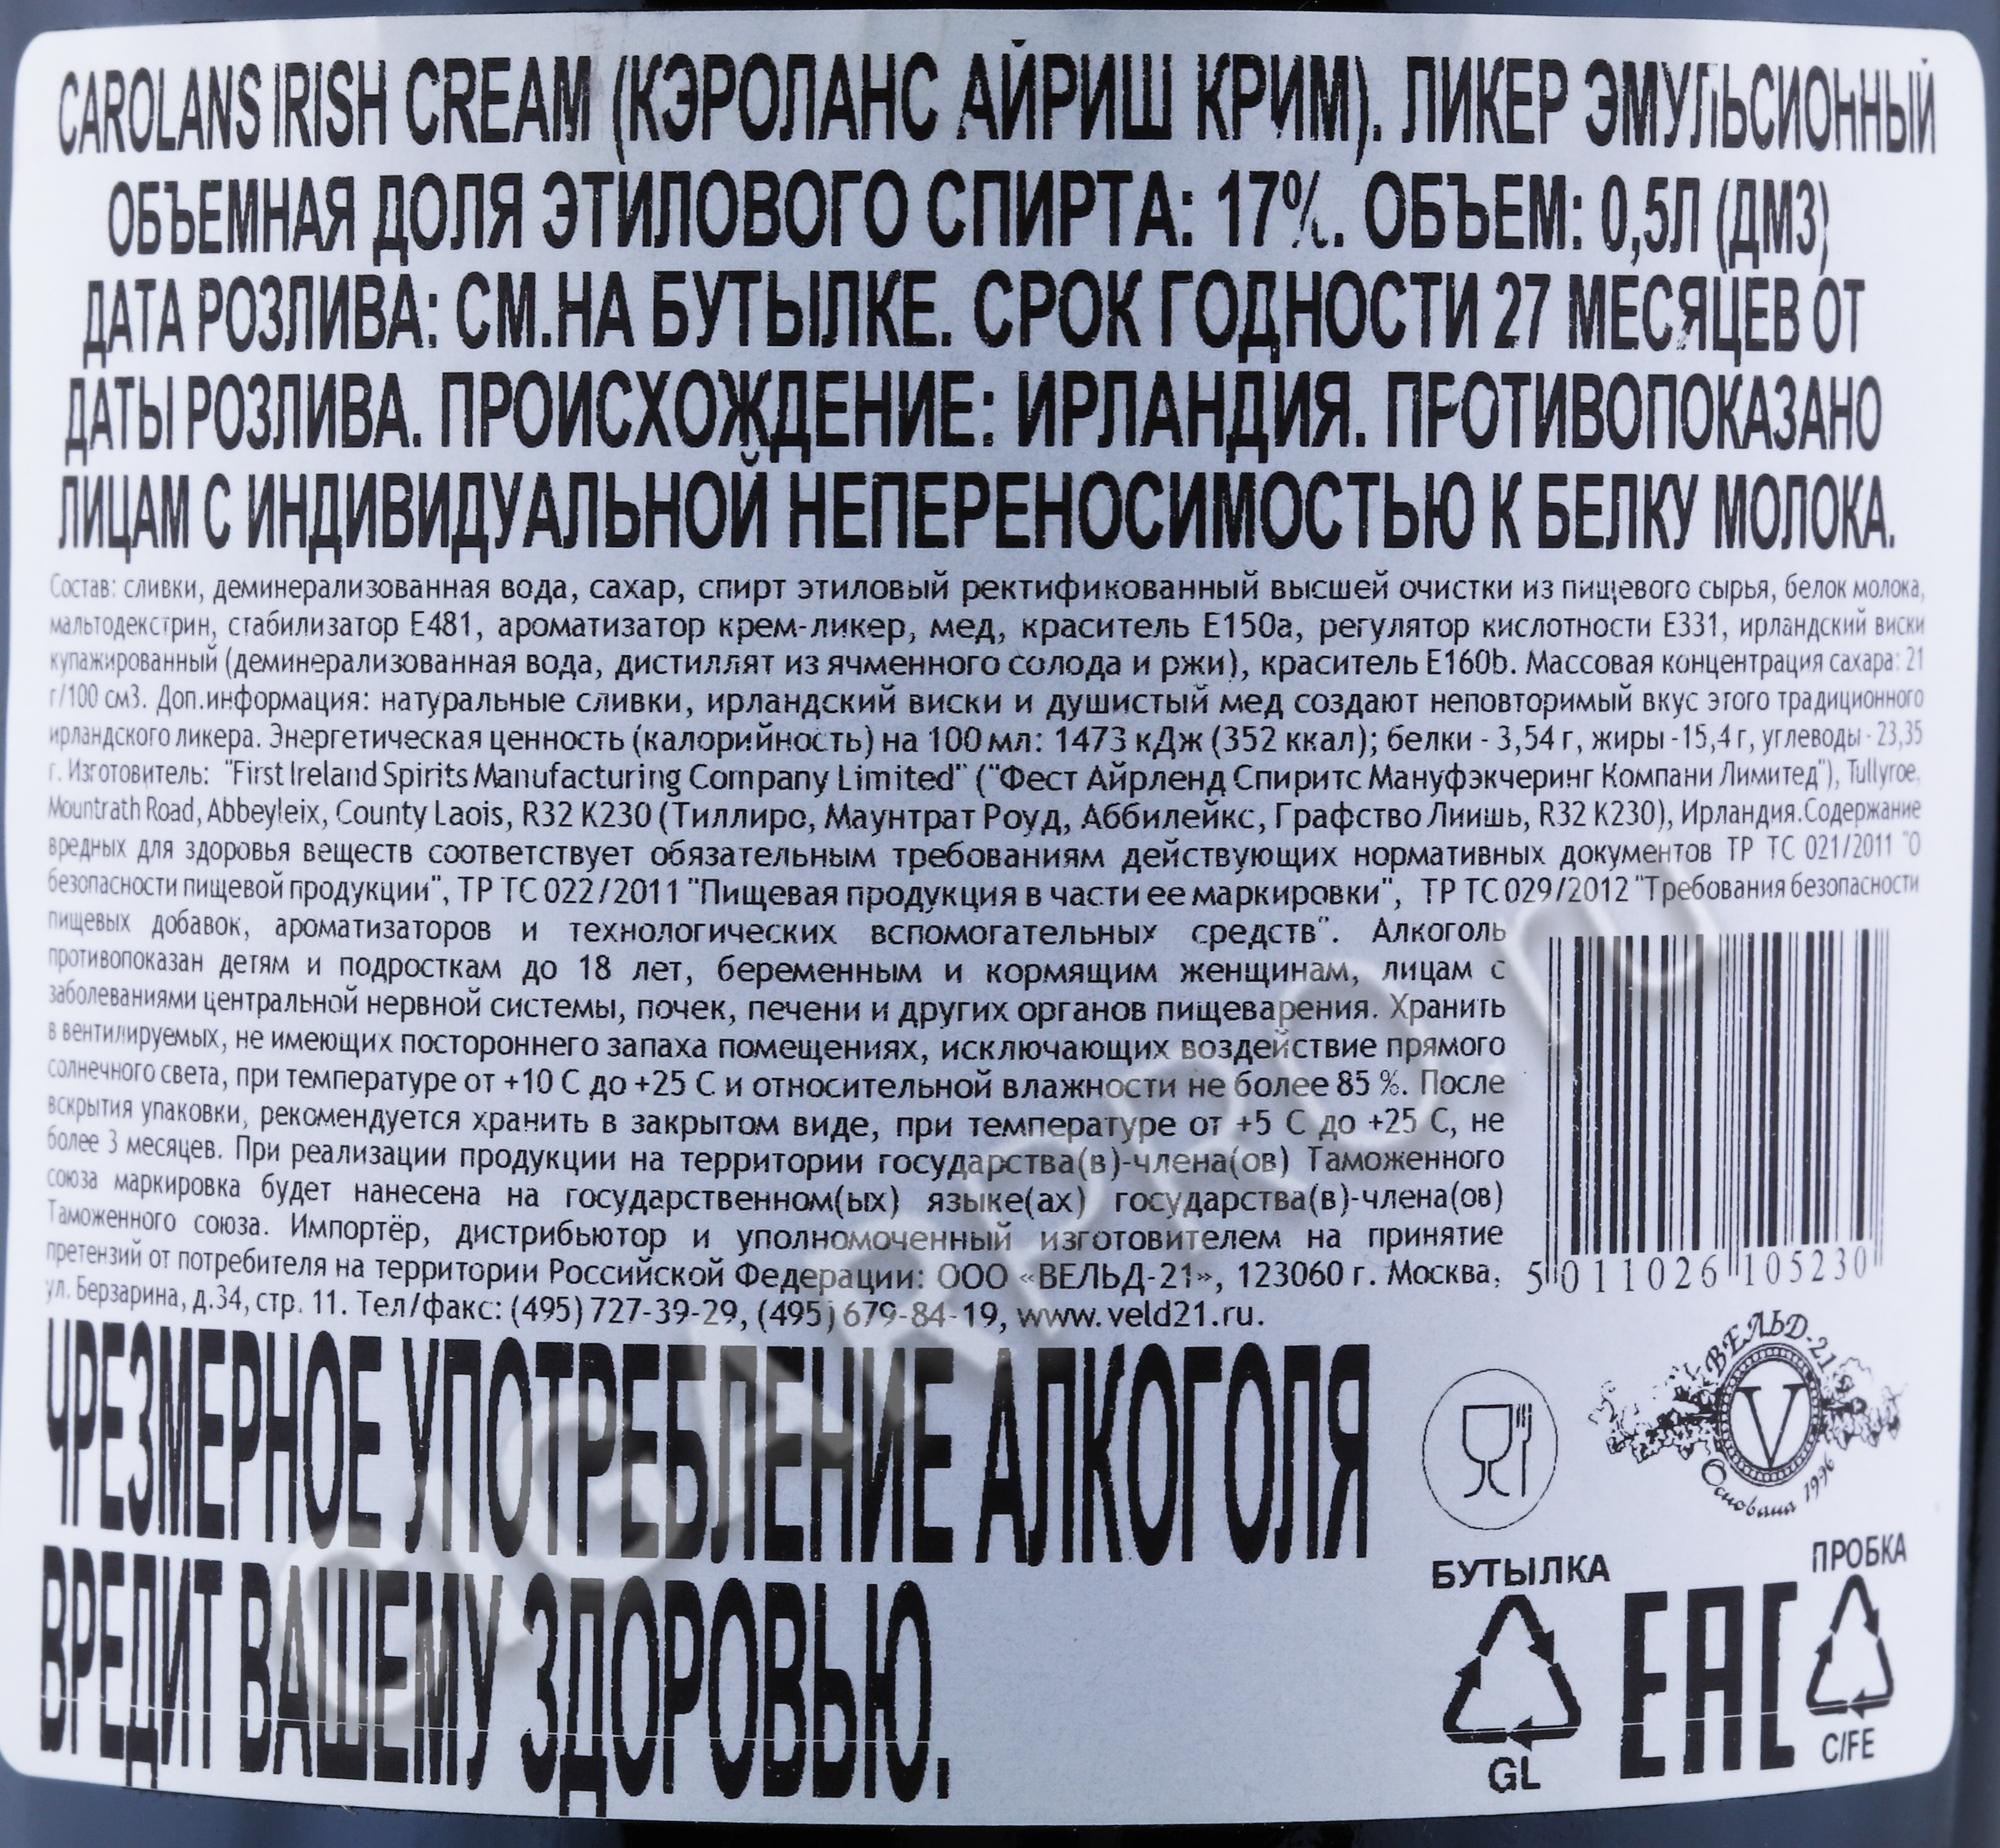 CAROLANS IRISH CREAM (КЭРОЛАНС АЙРИШ КРИМ). ЛИКЕР ЭМУЛЬСИОННЫЙ
ОБЪЕМНАЯ ДОЛЯ ЭТИЛОВОГО СПИРТА: 17%. ОБЪЕМ: 0,5Л (ДМ3)
ДАТА РОЗЛИВА: СМ.НА БУТЫЛКЕ. СРОК ГОДНОСТИ 27 МЕСЯЦЕВ ОТ
ДАТЫ РОЗЛИВА. ПРОИСХОЖДЕНИЕ: ИРЛАНДИЯ. ПРОТИВОПОКАЗАНО
ЛИЦАМ С ИНДИВИДУАЛЬНОЙ НЕПЕРЕНОСИМОСТЬЮ К БЕЛКУ МОЛОКА.
Состав: сливки, деминерализованная вода, сахар, спирт этиловый ректификованный высшей очистки из пищевого сырья, белок молока,
мальтодекстрин, стабилизатор Е481, ароматизатор крем-ликер, мед, краситель Е150а, регулятор кислотности Е331, ирландский виски
купажированный (деминерализованная вода, дистиллят из ячменного солода и ржи), краситель Е160b. Массовая концентрация сахара: 21
г/100 см3. Доп.информация: натуральные сливки, ирландский виски и душистый мед создают неповторимый вкус этого традиционного
ирландского ликера. Энергетическая ценность (калорийность) на 100 мл: 1473 кДж (352 ккал); белки - 3,54 г, жиры -15,4 г, углеводы - 23,35
г. Изготовитель: "First Ireland Spirits Manufacturing Company Limited" ("Фест Айрленд Спиритс Мануфэкчеринг Компани Лимитед"), Tullyroe,
Mountrath Road, Abbeyleix, County Laois, R32 K230 (Тиллиро, Маунтрат Роуд, Аббилейкс, Графство Лиишь, R32 K230), Ирландия.Содержание
вредных для здоровья веществ соответствует обязательным требованиям действующих нормативных документов ТР ТС 021/2011 "О
безопасности пищевой продукции", ТР ТС 022/2011 "Пищевая продукция в части ее маркировки", ТР ТС 029/2012 "Требования безопасности
пищевых добавок, ароматизаторов и технологических вспомогательных средств". Алкоголь
противопоказан детям и подросткам до 18 лет, беременным и кормящим женщинам, лицам с
заболеваниями центральной нервной системы, почек, печени и других органов пищеварения. Хранить
в вентилируемых, не имеющих постороннего запаха помещениях, исключающих воздействие прямого
солнечного света, при температуре от +10 С до +25 С и относительной влажности не более 85 %. После
вскрытия упаковки, рекомендуется хранить в закрытом виде, при температуре от +5 С до +25 С, не
более 3 месяцев. При реализации продукции на территории государства(в)-члена(ов) Таможенного
союза маркировка будет нанесена на государственном(ых) языке(ах) государства(в)-члена(ов)
Таможенного союза. Импортёр, дистрибьютор и уполномоченный изготовителем на принятие
претензий от потребителя на территории Российской Федерации: ООО «ВЕЛЬД-21», 123060 г. Москва,
ул. Берзарина, д.34, стр. 11. Тел/факс: (495) 727-39-29, (495) 679-84-19, www.veld21.ru.
5 011026 105230
ЧРЕЗМЕРНОЕ УПОТРЕБЛЕНИЕ АЛКОГОЛЯ
ВРЕДИТ ВАШЕМУ ЗДОРОВЬЮ.
ВЕЛЬД-21
V
Основана 1996
БУТЫЛКА
GL
EAC
ПРОБКА
C/FE
CIGARPRO.ru